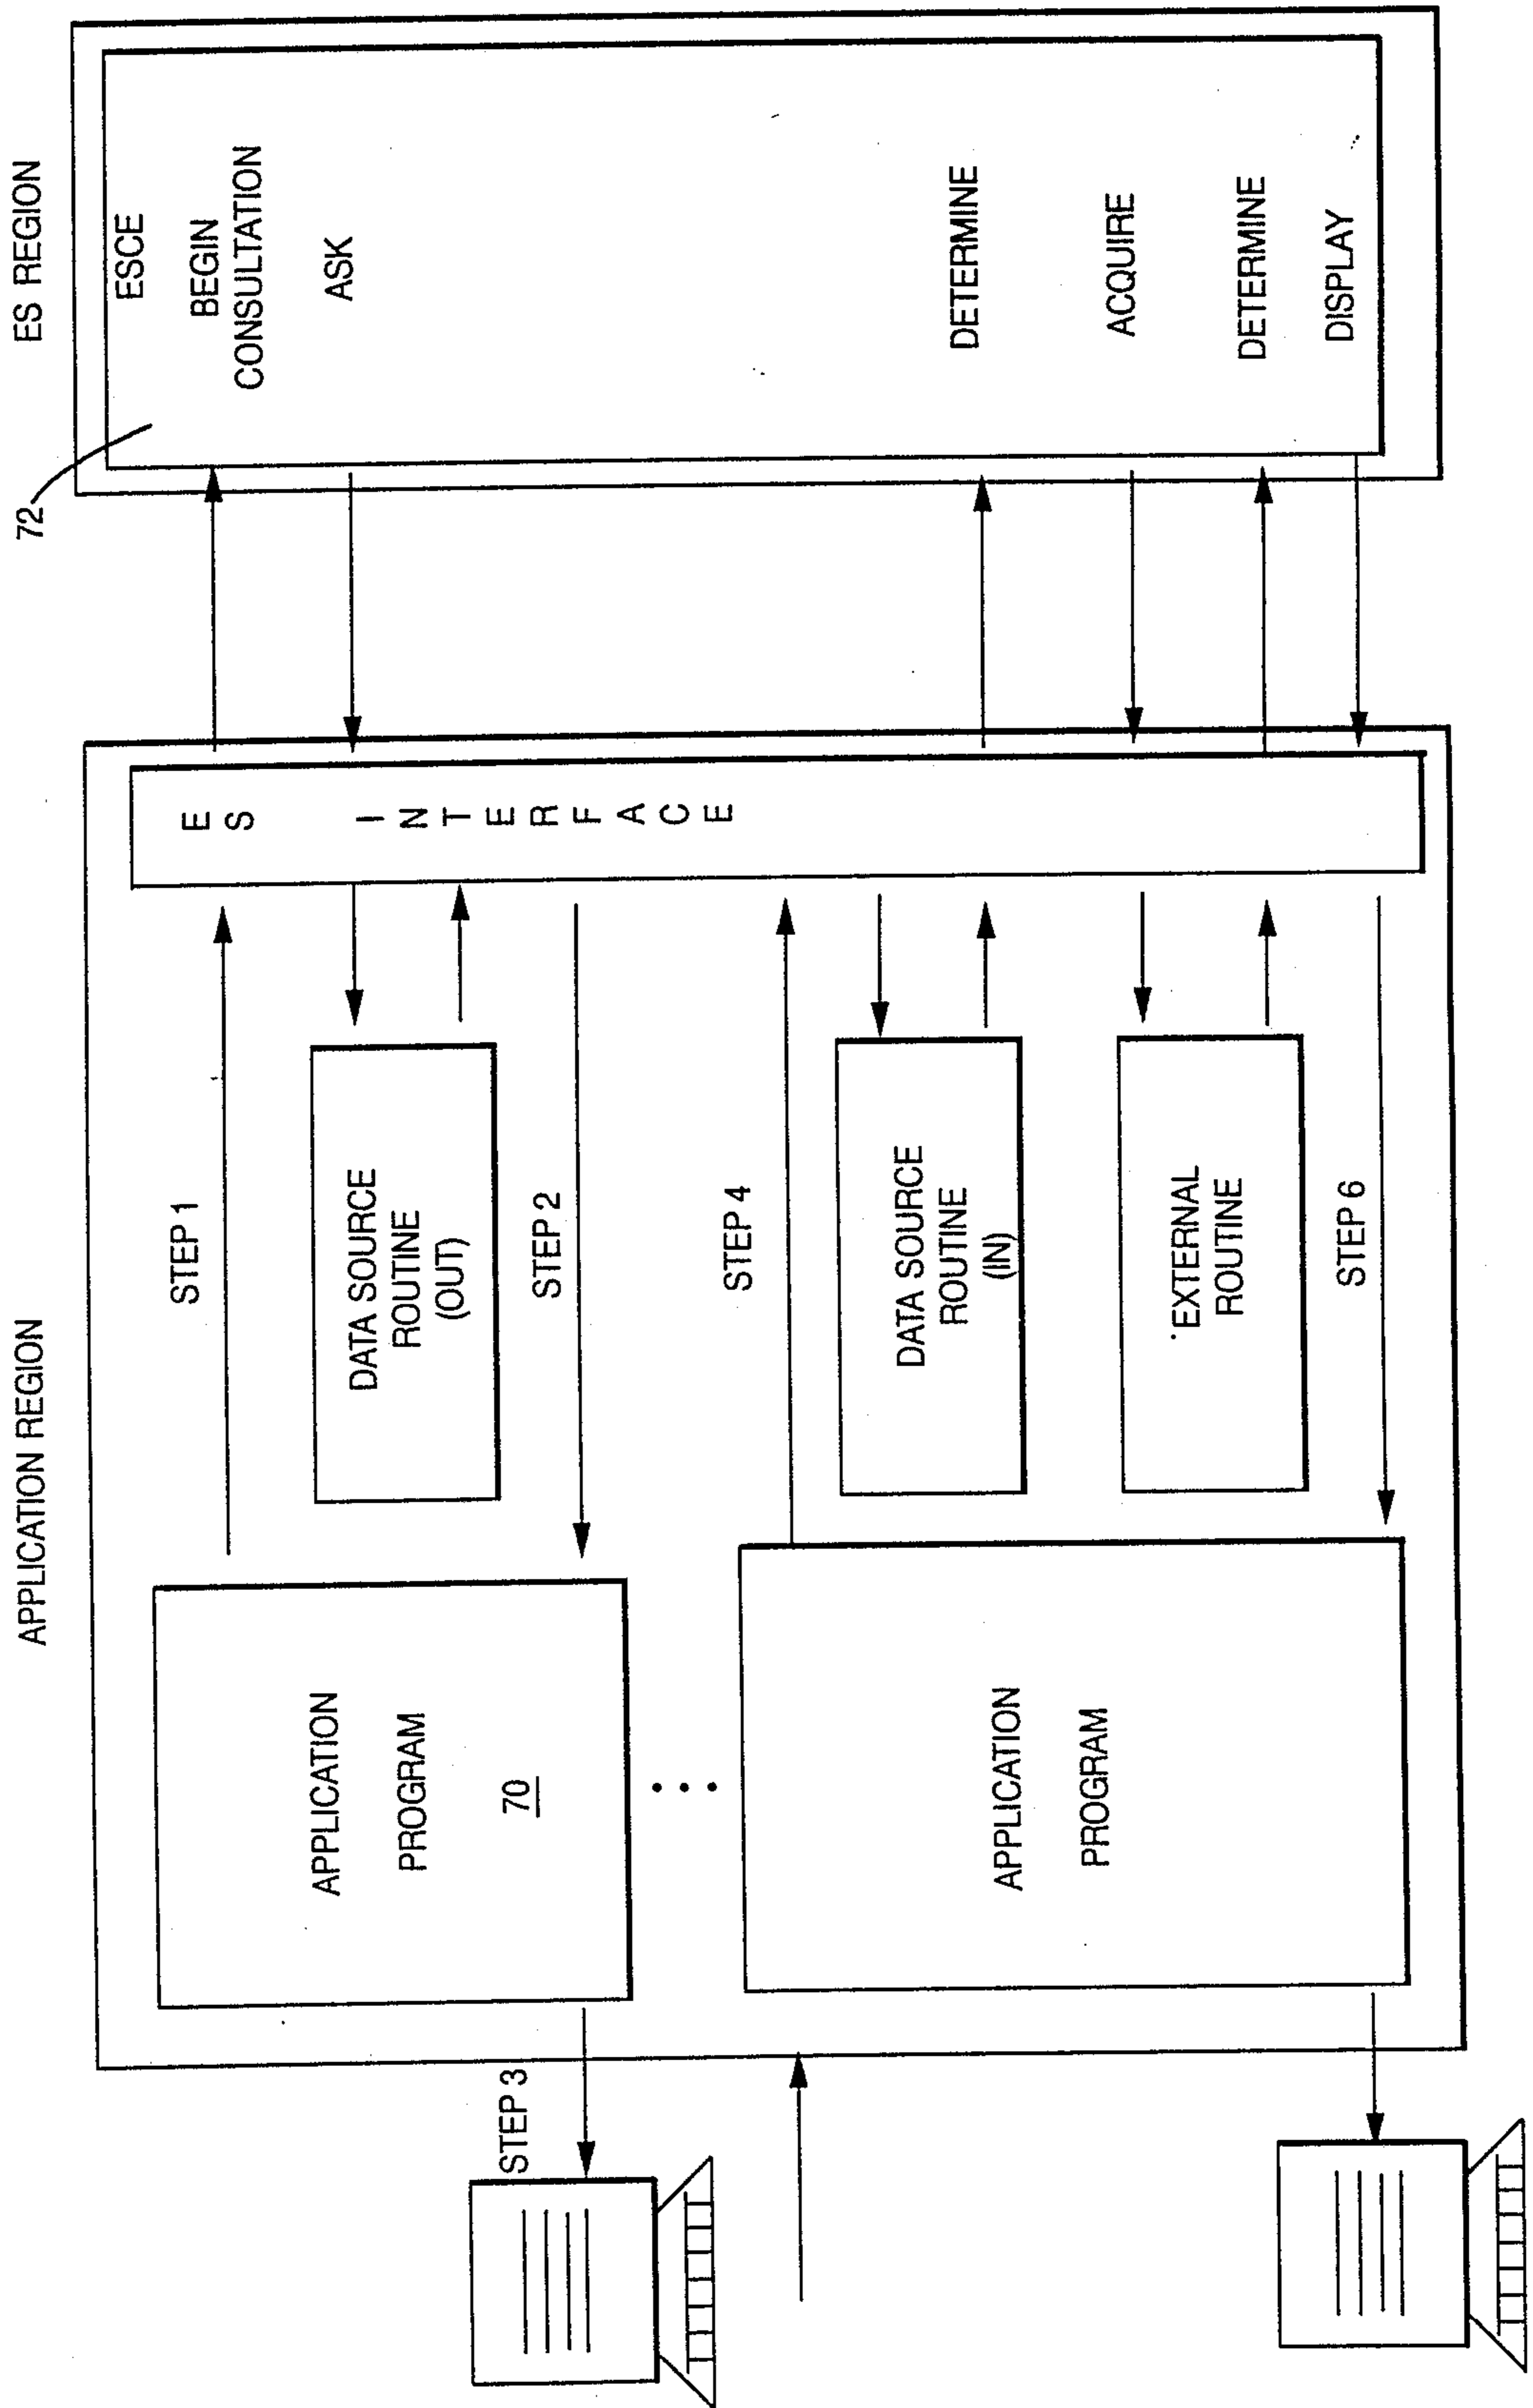 APPLICATION REGION
ES REGION
72
STEP 1
ES INTERFACE
ESCE
BEGIN
CONSULTATION
ASK
APPLICATION
PROGRAM
70
DATA SOURCE
ROUTINE
(OUT)
STEP 2
STEP 3
STEP 4
APPLICATION
PROGRAM
DATA SOURCE
ROUTINE
(IN)
DETERMINE
EXTERNAL
ROUTINE
ACQUIRE
DETERMINE
STEP 6
DISPLAY